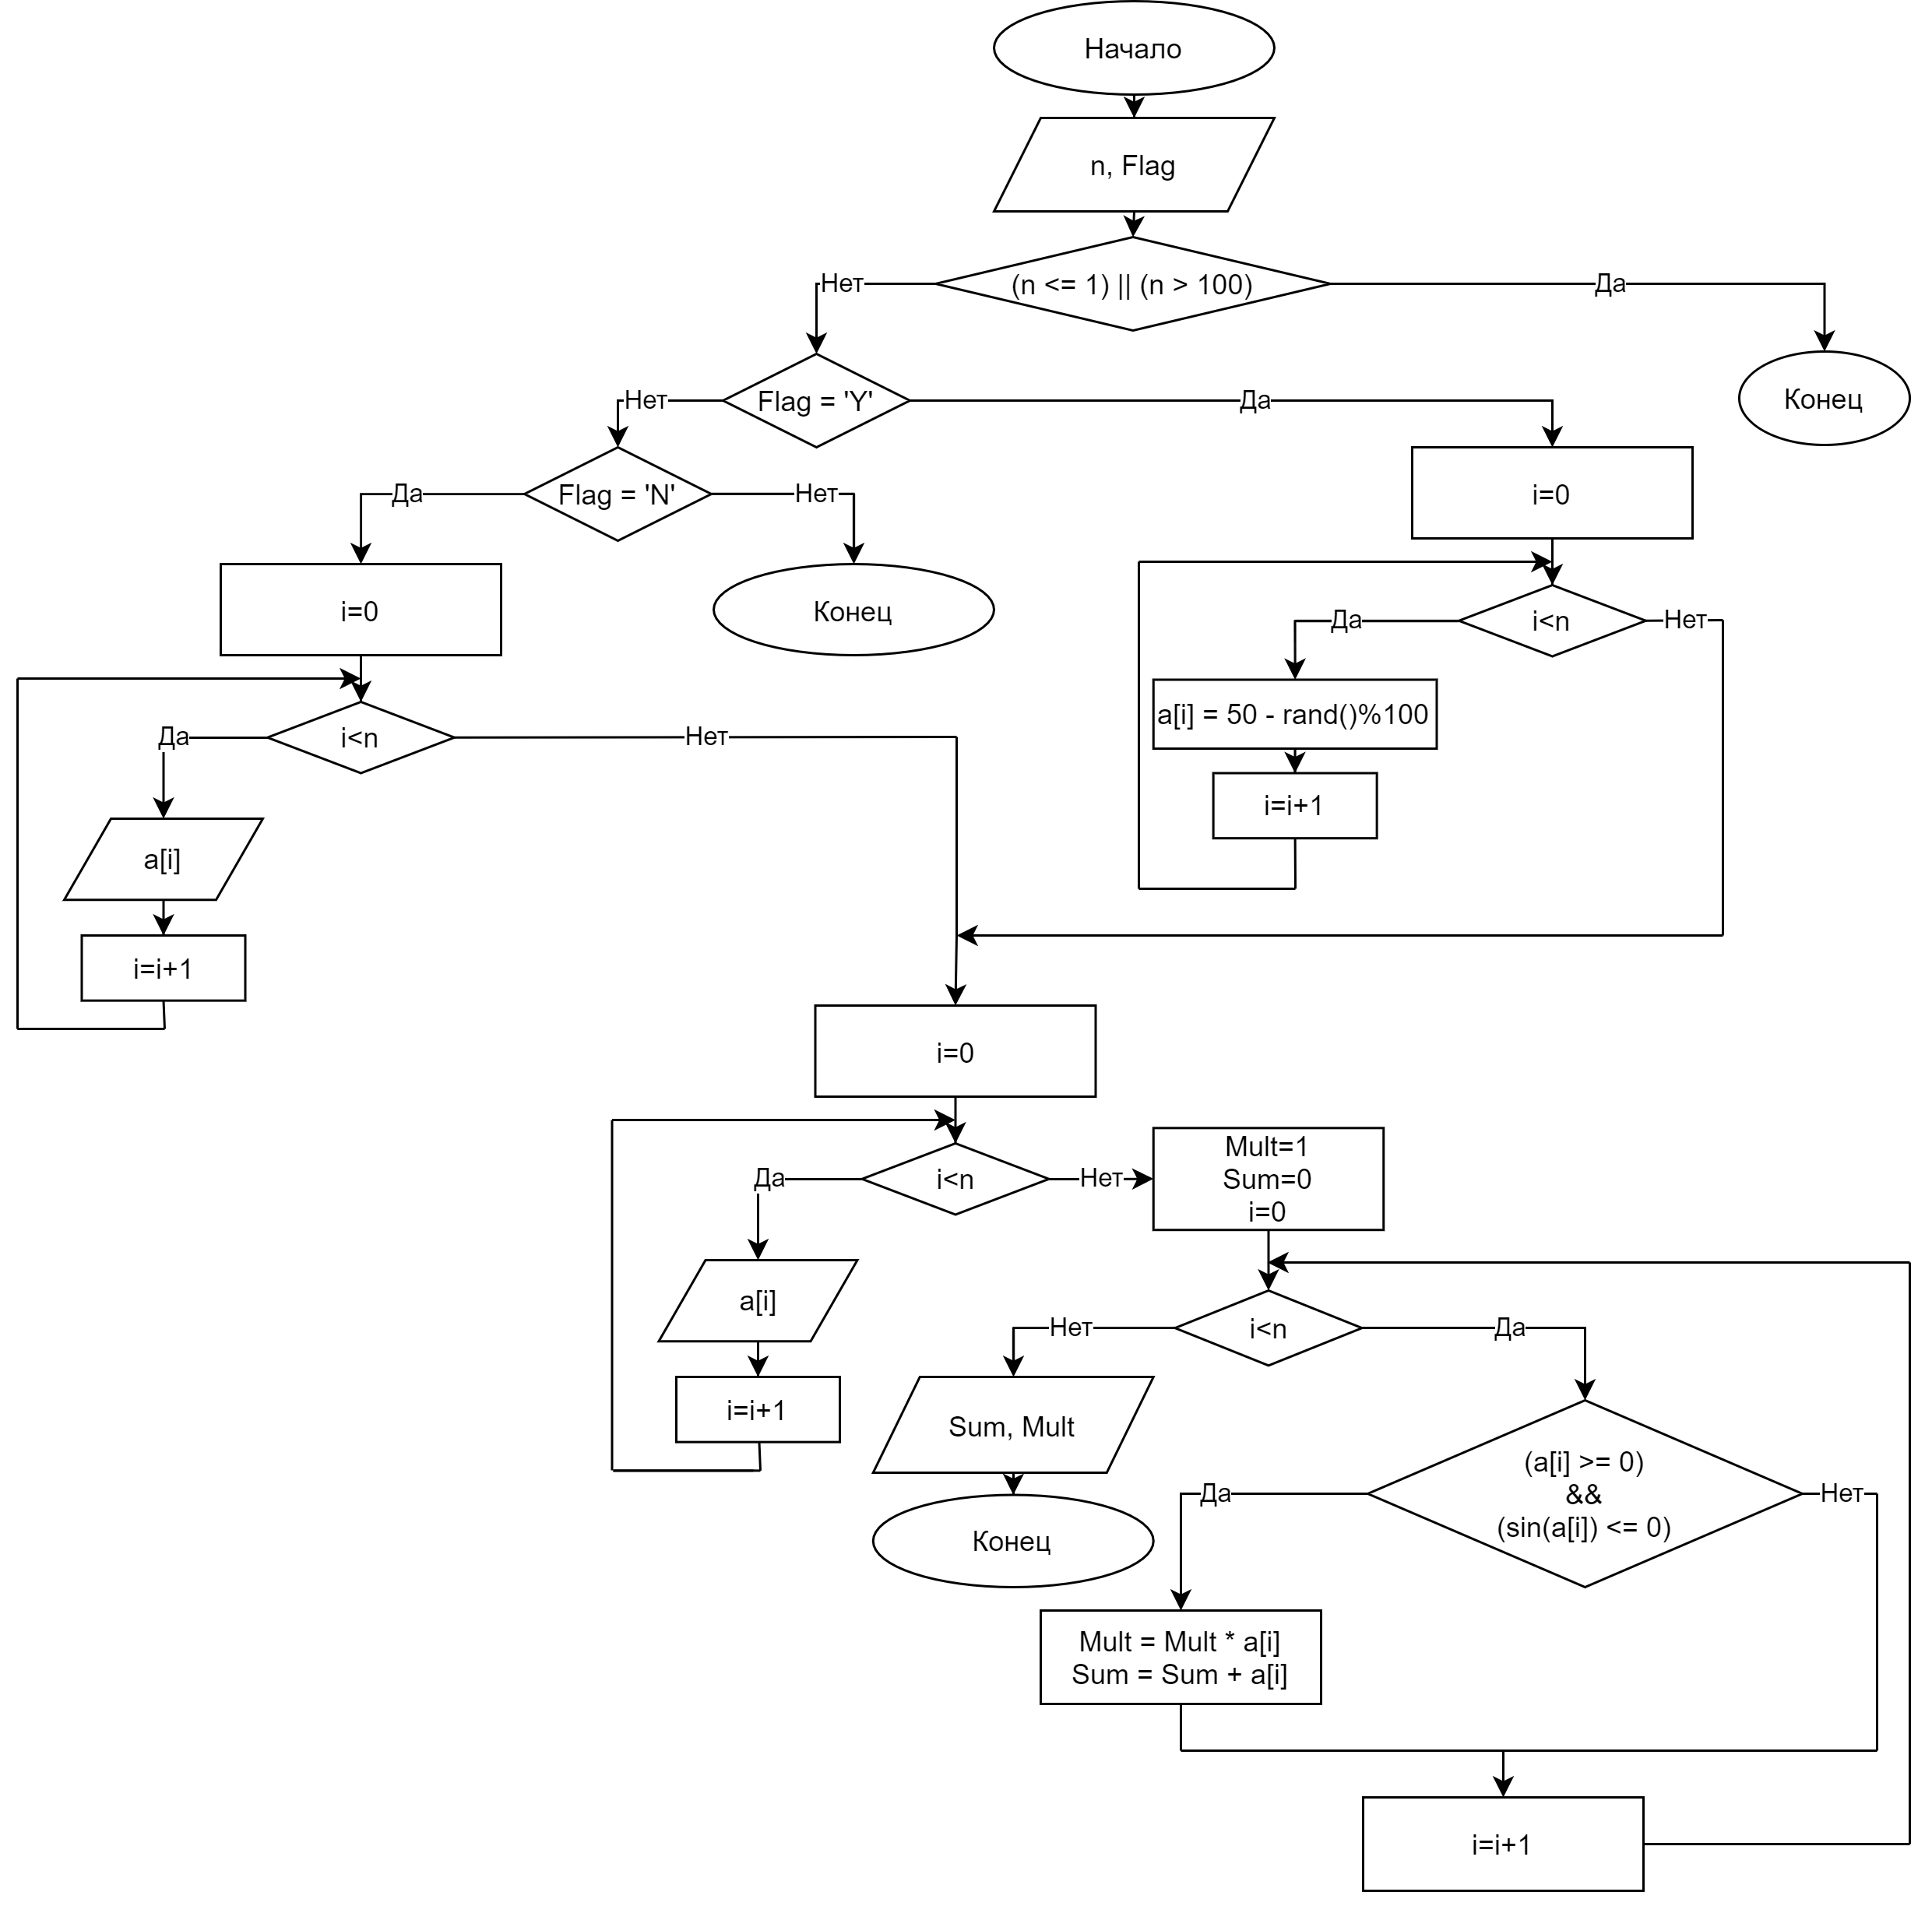 Начало
n, Flag
(n <= 1) || (n > 100)
Нет
Да
Конец
Flag = 'Y'
Нет
Да
Flag = 'N'
Да
Нет
Конец
i=0
i<n
Да
Нет
a[i] = 50 - rand()%100
i=i+1
i=0
i<n
Да
Нет
a[i]
i=i+1
i=0
i<n
Да
Нет
a[i]
i=i+1
Mult=1
Sum=0
i=0
i<n
Нет
Да
Sum, Mult
Конец
(a[i] >= 0)
&&
(sin(a[i]) <= 0)
Да
Нет
Mult = Mult * a[i]
Sum = Sum + a[i]
i=i+1